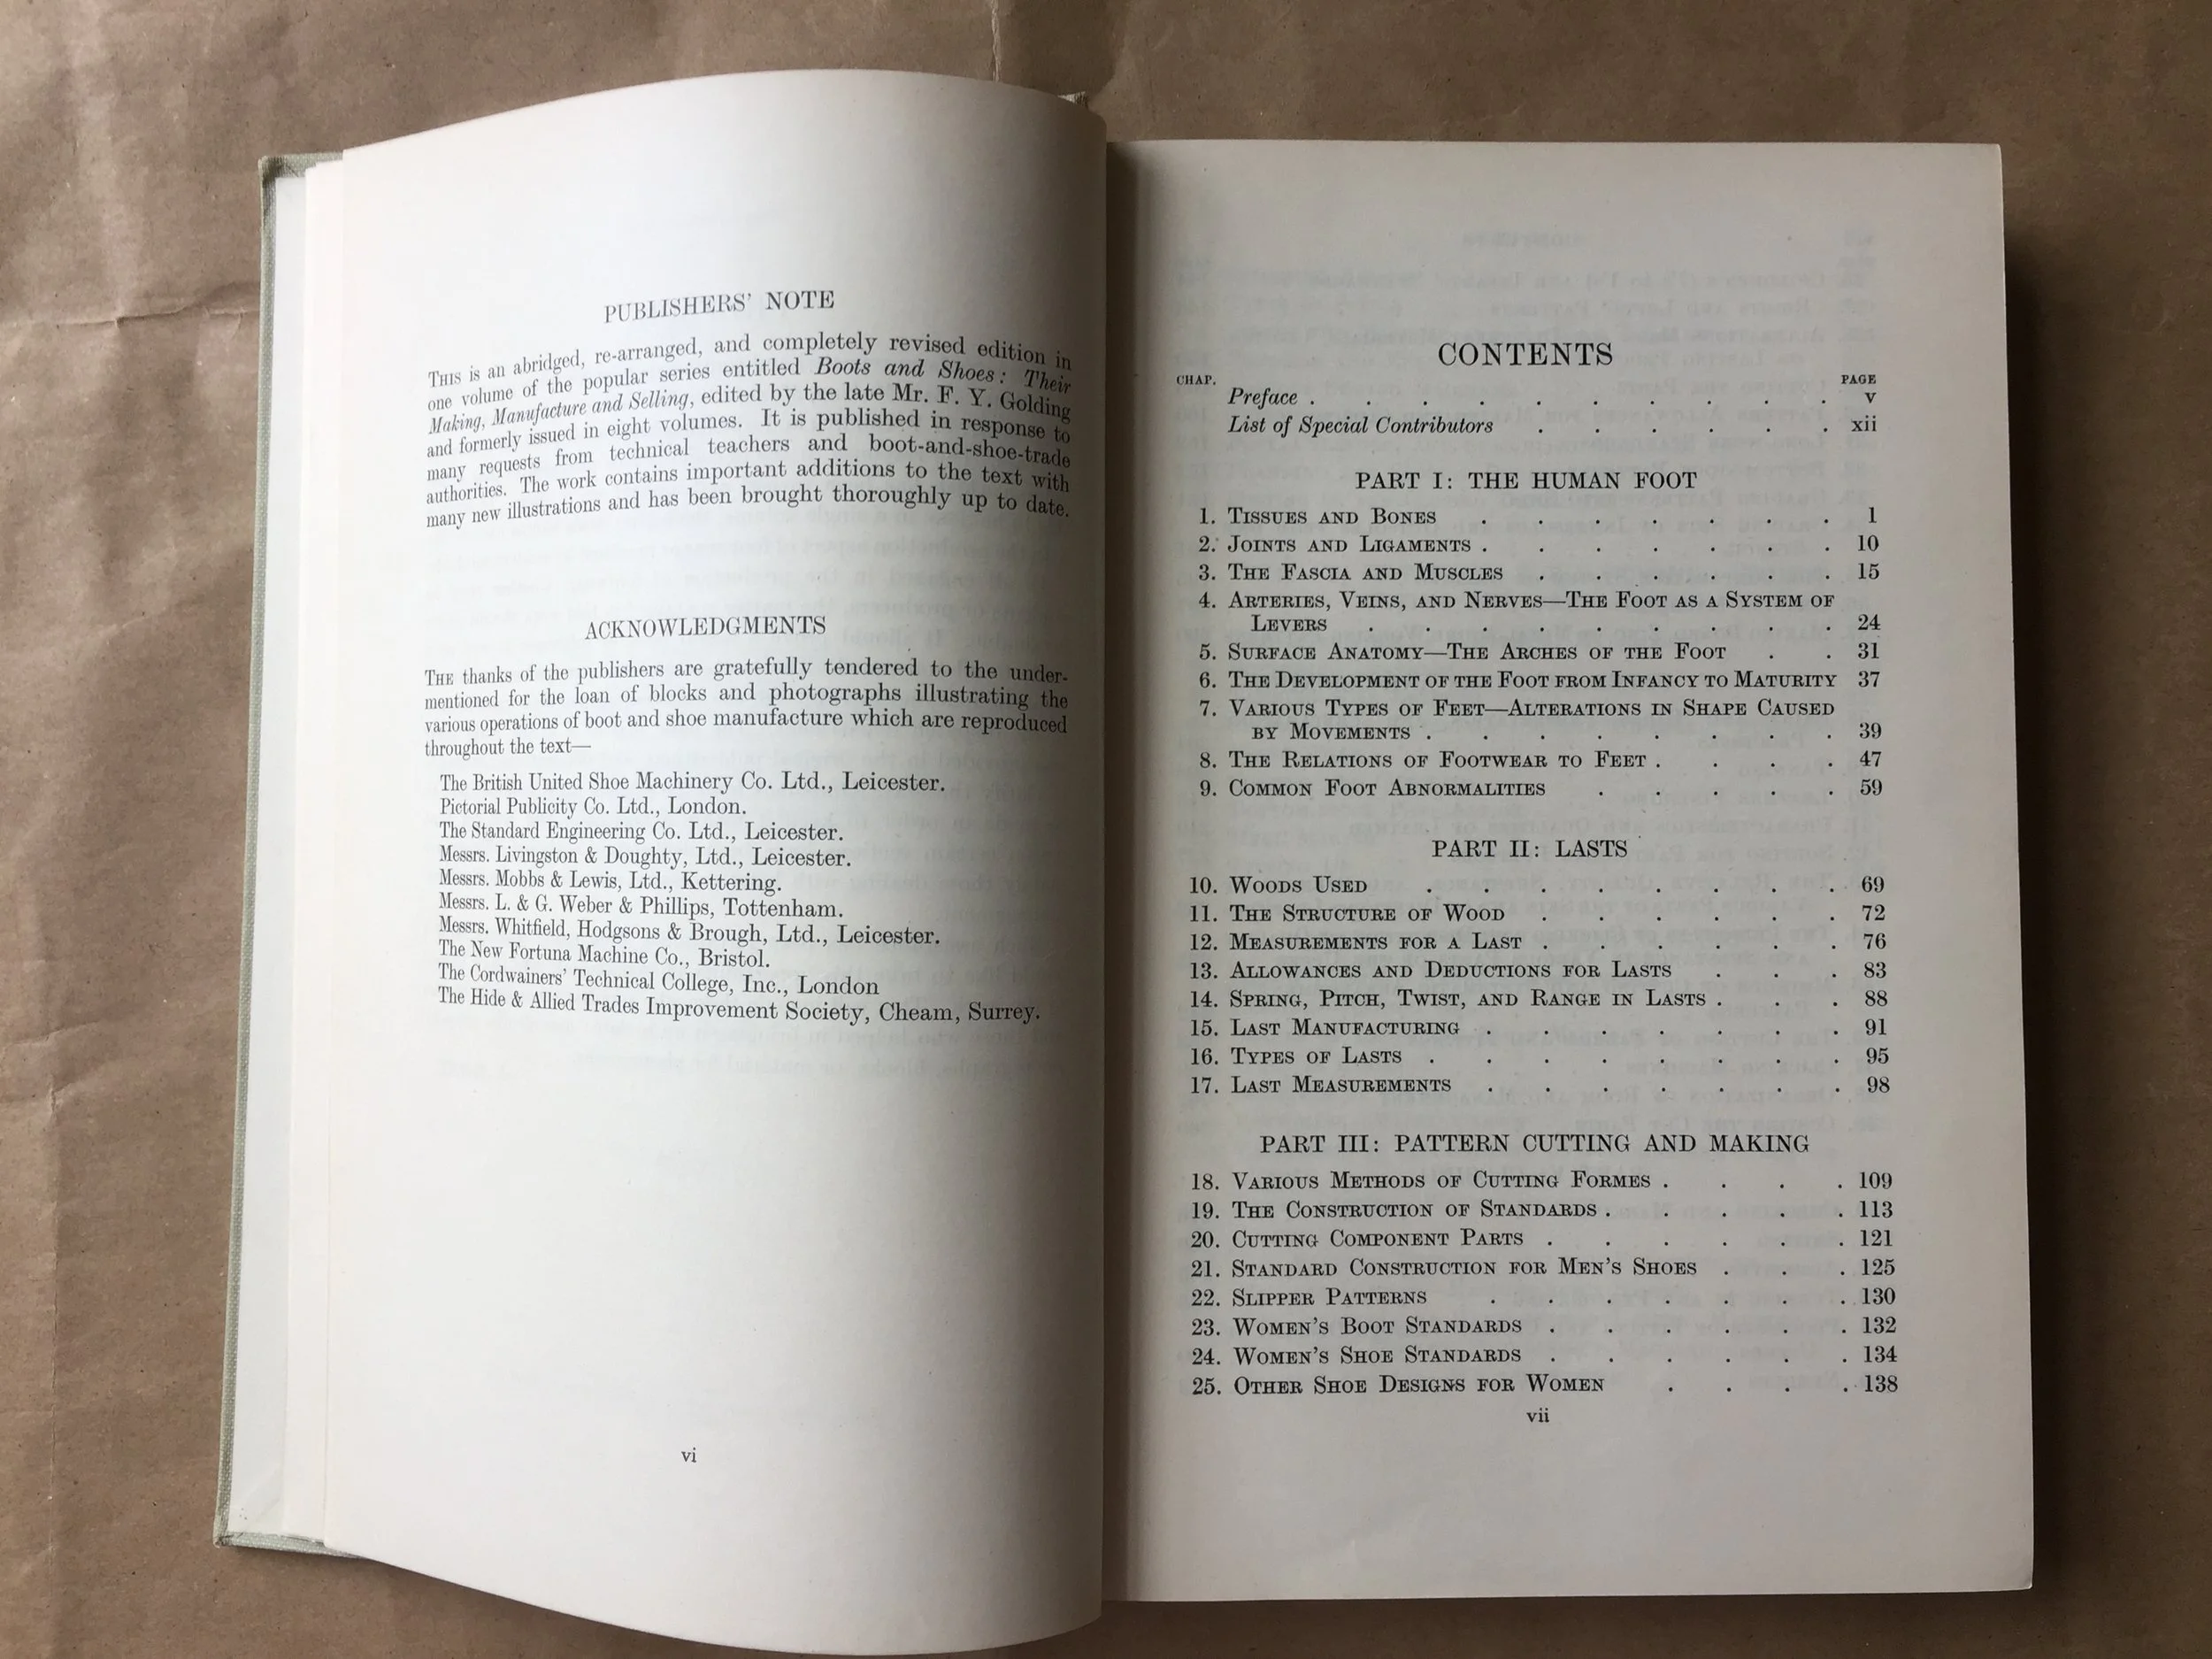 PUBLISHERS' NOTE
THIS is an abridged, re-arranged, and completely revised edition in
one volume of the popular series entitled Boots and Shoes: Their
Making, Manufacture and Selling, edited by the late Mr. F. Y. Golding
and formerly issued in eight volumes. It is published in response to
many requests from technical teachers and boot-and-shoe-trade
authorities. The work contains important additions to the text with
many new illustrations and has been brought thoroughly up to date.
ACKNOWLEDGMENTS
THE thanks of the publishers are gratefully tendered to the under-
mentioned for the loan of blocks and photographs illustrating the
various operations of boot and shoe manufacture which are reproduced
throughout the text—
The British United Shoe Machinery Co. Ltd., Leicester.
Pictorial Publicity Co. Ltd., London.
The Standard Engineering Co. Ltd., Leicester.
Messrs. Livingston & Doughty, Ltd., Leicester.
Messrs. Mobbs & Lewis, Ltd., Kettering.
Messrs. L. & G. Weber & Phillips, Tottenham.
Messrs. Whitfield, Hodgsons & Brough, Ltd., Leicester.
The New Fortuna Machine Co., Bristol.
The Cordwainers' Technical College, Inc., London
The Hide & Allied Trades Improvement Society, Cheam, Surrey.
vi
CONTENTS
CHAP. PAGE
Preface . . . . . . . . . . v
List of Special Contributors . . . . . . xii
PART I: THE HUMAN FOOT
1. TISSUES AND BONES . . . . . . . 1
2. JOINTS AND LIGAMENTS . . . . . . . 10
3. THE FASCIA AND MUSCLES . . . . . . 15
4. ARTERIES, VEINS, AND NERVES—THE FOOT AS A SYSTEM OF
LEVERS . . . . . . . . . 24
5. SURFACE ANATOMY—THE ARCHES OF THE FOOT . . 31
6. THE DEVELOPMENT OF THE FOOT FROM INFANCY TO MATURITY 37
7. VARIOUS TYPES OF FEET—ALTERATIONS IN SHAPE CAUSED
BY MOVEMENTS . . . . . . . . 39
8. THE RELATIONS OF FOOTWEAR TO FEET . . . . 47
9. COMMON FOOT ABNORMALITIES . . . . . 59
PART II: LASTS
10. WOODS USED . . . . . . . . 69
11. THE STRUCTURE OF WOOD . . . . . . 72
12. MEASUREMENTS FOR A LAST . . . . . . 76
13. ALLOWANCES AND DEDUCTIONS FOR LASTS . . . 83
14. SPRING, PITCH, TWIST, AND RANGE IN LASTS . . . 88
15. LAST MANUFACTURING . . . . . . . 91
16. TYPES OF LASTS . . . . . . . . 95
17. LAST MEASUREMENTS . . . . . . . 98
PART III: PATTERN CUTTING AND MAKING
18. VARIOUS METHODS OF CUTTING FORMES . . . . 109
19. THE CONSTRUCTION OF STANDARDS . . . . . 113
20. CUTTING COMPONENT PARTS . . . . . . 121
21. STANDARD CONSTRUCTION FOR MEN'S SHOES . . . 125
22. SLIPPER PATTERNS . . . . . . . 130
23. WOMEN'S BOOT STANDARDS . . . . . . 132
24. WOMEN'S SHOE STANDARDS . . . . . . 134
25. OTHER SHOE DESIGNS FOR WOMEN . . . . 138
vii